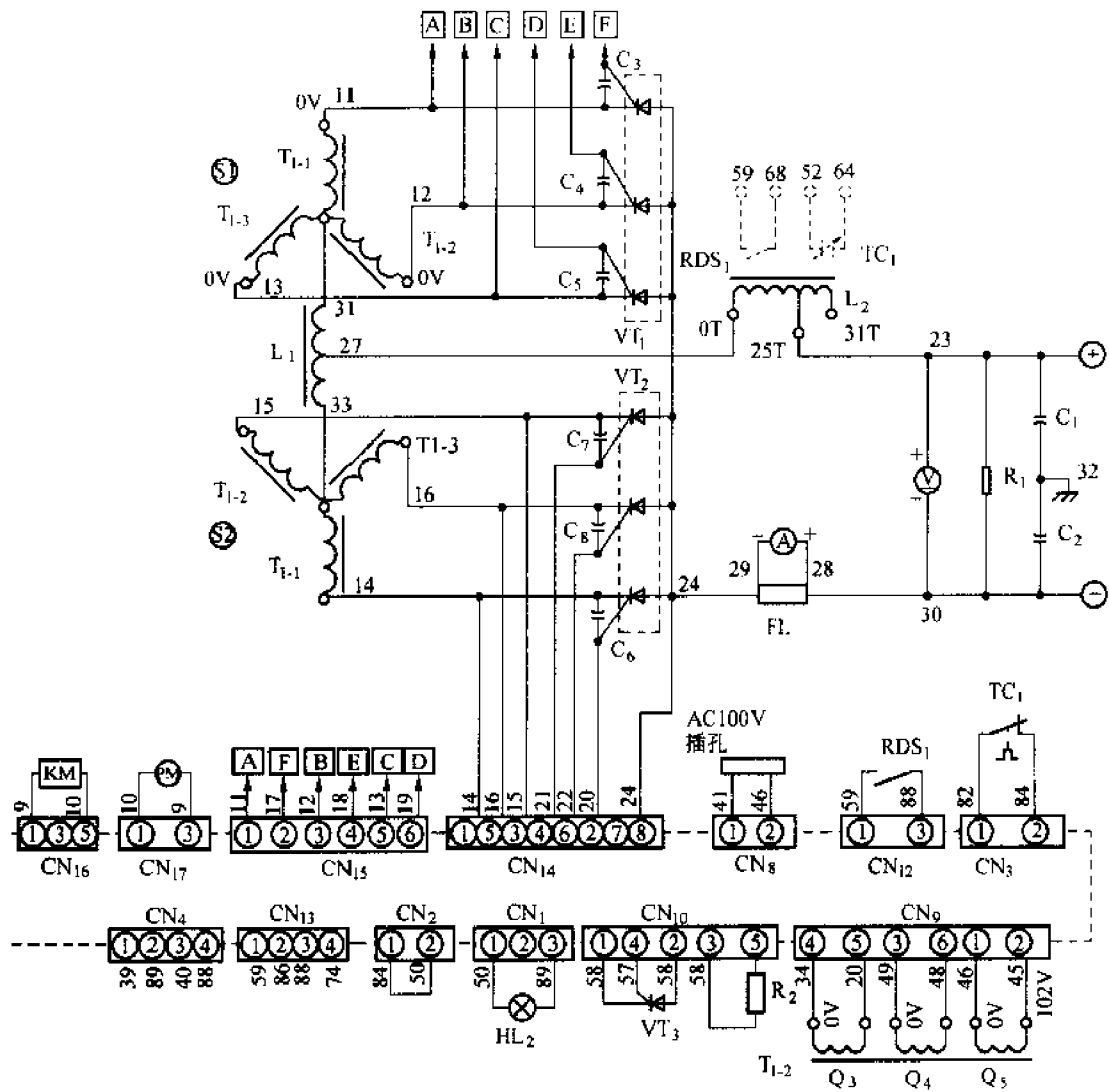 A B C D E F
C3
0V 11
T1-1
S1
59 68 52 64
T1-3
12
C4
T1-2
RDS1 TC1
0V 0V
C5
13
31
L2
0T 31T
L1 27
VT1
25T 23
+
VT2
15 33
C7
T1-3
C1
T1-2
16
+
V
−
R1
32
S2
C8
− A +
C2
T1-1
14
24 29 28
−
30
C6
FL
TC1
AC100V
插孔
RDS1
KM PM A F B E C D
9 10 10 9 11 17 12 18 13 19 14 16 15 21 22 20 24 41 46 59 88 82 84
1 3 5 1 3 1 2 3 4 5 6 1 5 3 4 6 2 7 8 1 2 1 3 1 2
CN16 CN17 CN15 CN14 CN8 CN12 CN3
CN4 CN13 CN2 CN1 CN10 CN9
1 2 3 4 1 2 3 4 1 2 1 2 3 1 4 2 3 5 4 5 3 6 1 2
39 89 40 88 59 86 88 74 84 50 50 89 58 57 58 58 34 20 49 48 46 45
R2
0V 0V 0V 102V
HL2 VT3
T1-2 Q3 Q4 Q5